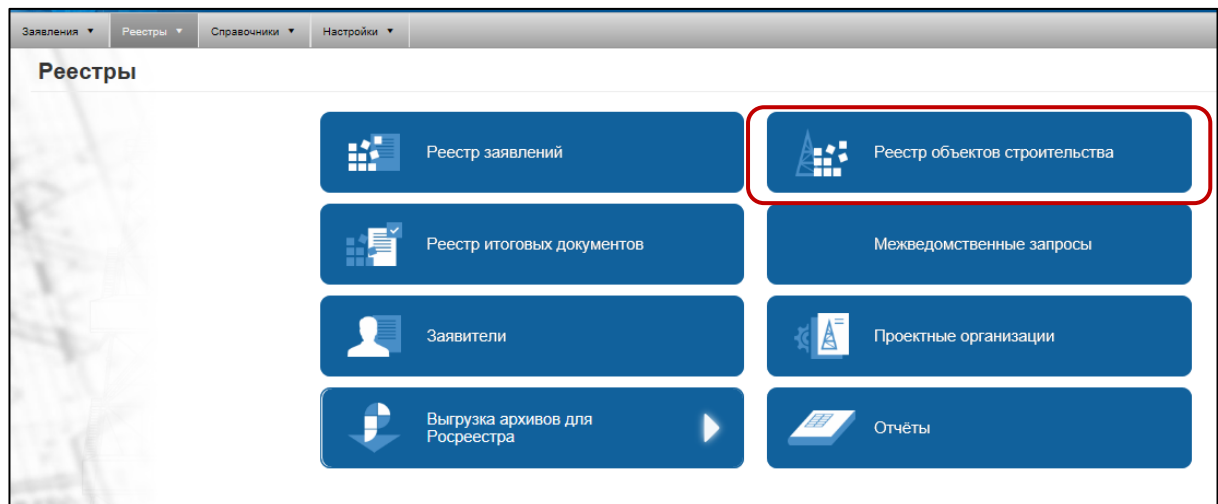 Заявления ▼ Реестры ▼ Справочники ▼ Настройки ▼
Реестры
Реестр заявлений
Реестр объектов строительства
Реестр итоговых документов
Межведомственные запросы
Заявители
Проектные организации
Выгрузка архивов для
Росреестра
Отчёты